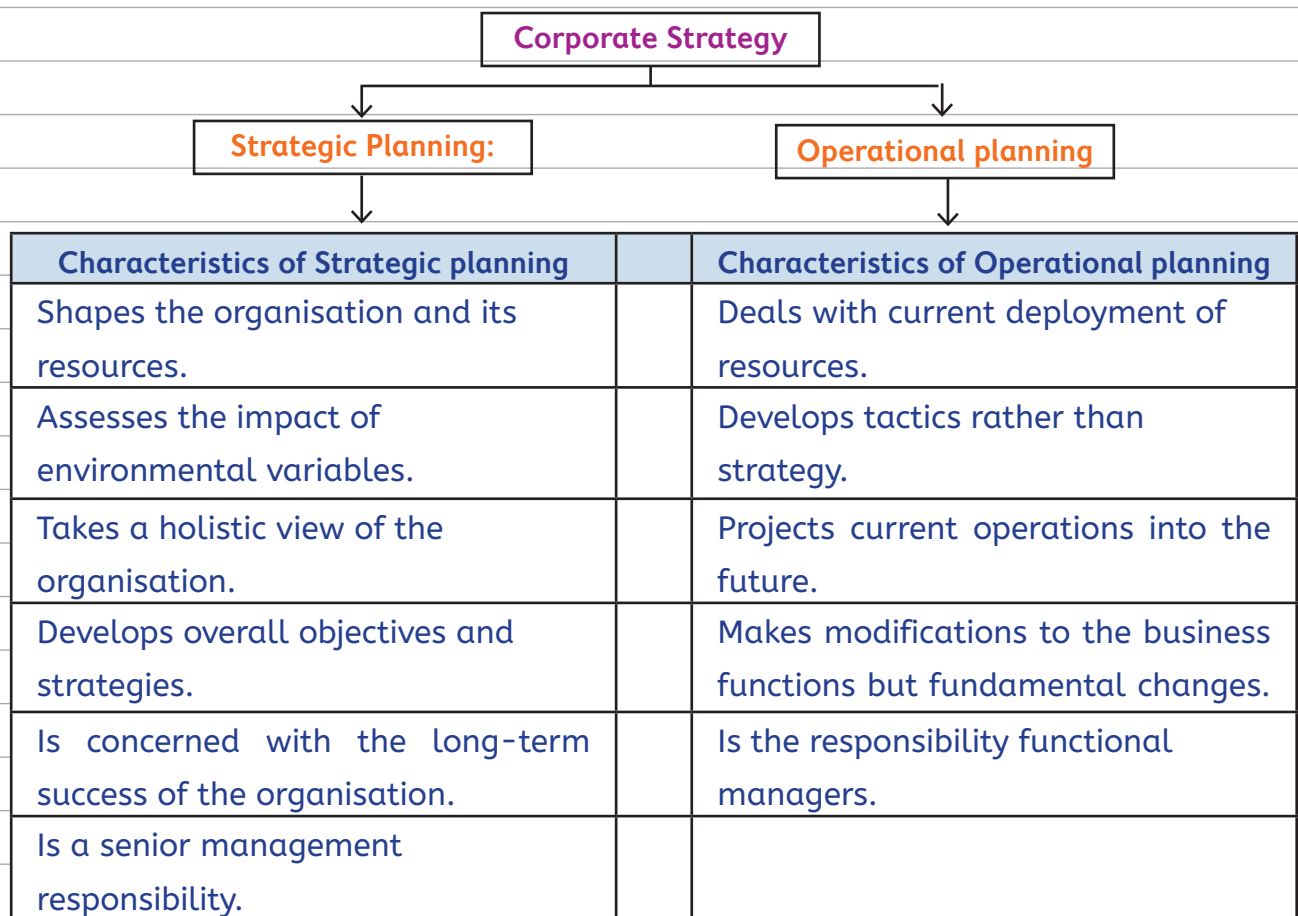 Corporate Strategy
Strategic Planning:
Operational planning
Characteristics of Strategic planning
Characteristics of Operational planning
Shapes the organisation and its
resources.
Deals with current deployment of
resources.
Assesses the impact of
environmental variables.
Develops tactics rather than
strategy.
Takes a holistic view of the
organisation.
Projects current operations into the
future.
Develops overall objectives and
strategies.
Makes modifications to the business
functions but fundamental changes.
Is concerned with the long-term
success of the organisation.
Is the responsibility functional
managers.
Is a senior management
responsibility.